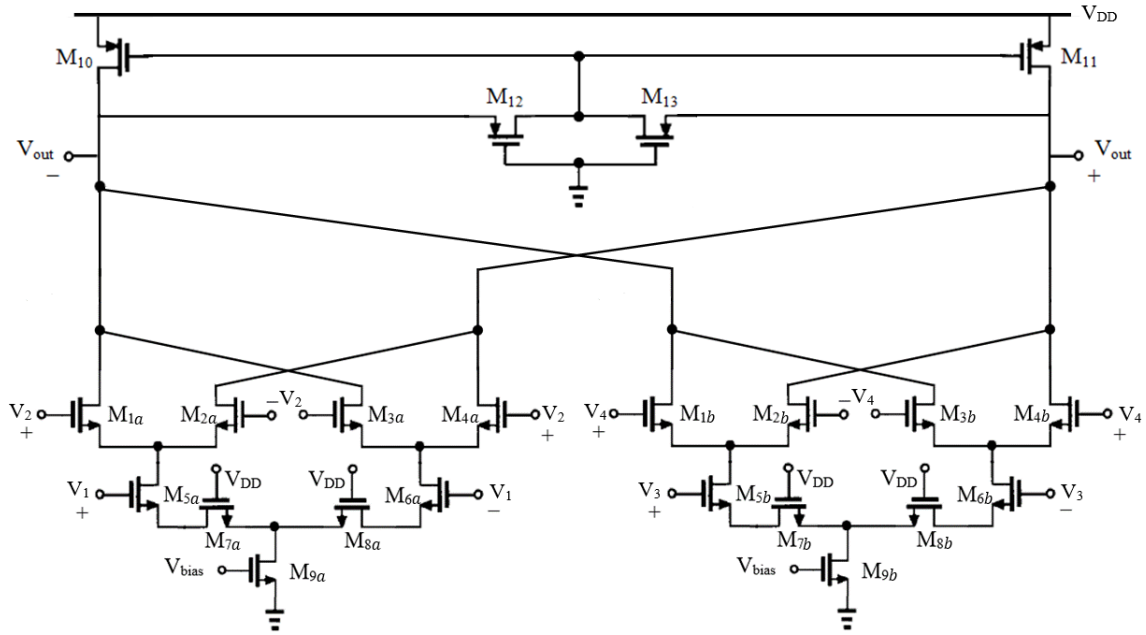 V_DD
M_10
M_11
M_12
M_13
V_out
−
V_out
+
V_2
+
M_1a
M_2a
−V_2
M_3a
M_4a
V_2
+
V_4
+
M_1b
M_2b
−V_4
M_3b
M_4b
V_4
+
V_1
+
M_5a
V_DD
V_DD
M_6a
V_1
−
V_3
+
M_5b
V_DD
V_DD
M_6b
V_3
−
M_7a
M_8a
M_7b
M_8b
V_bias
M_9a
V_bias
M_9b